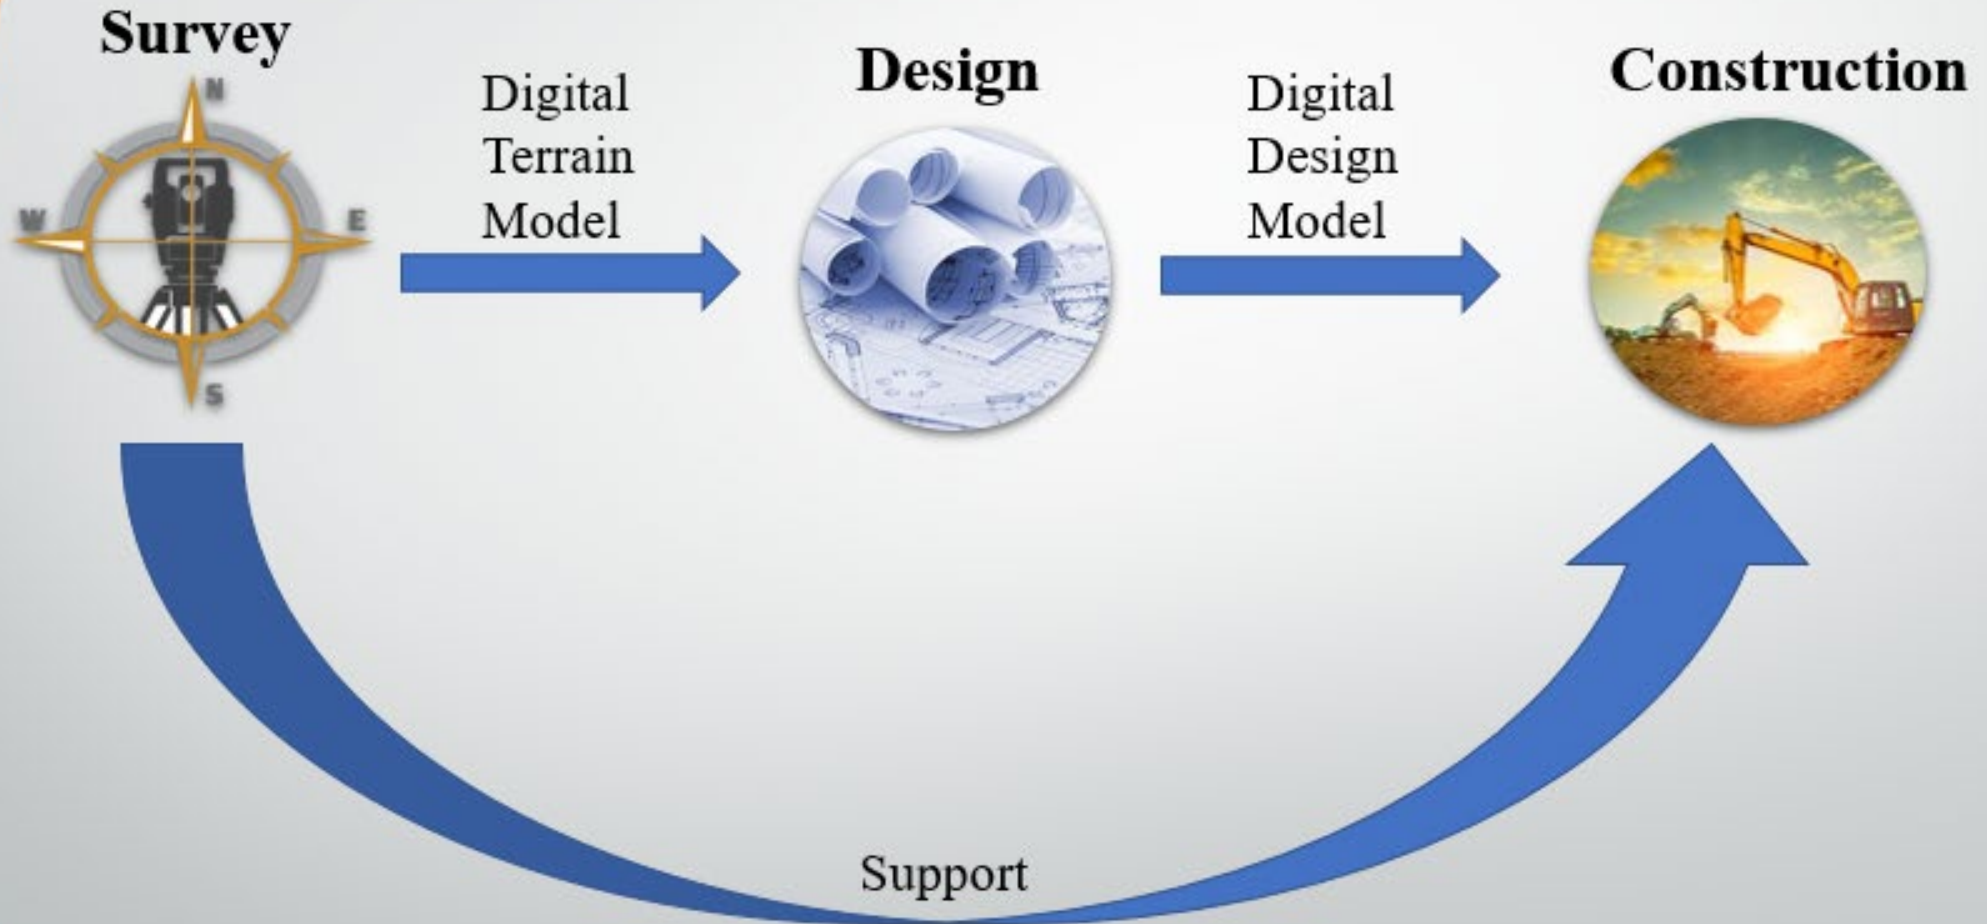 Survey
N
W
E
S
Digital
Terrain
Model
Design
Digital
Design
Model
Construction
Support